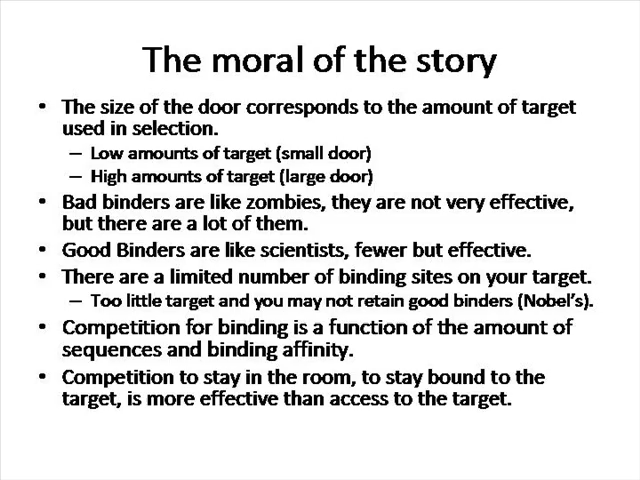 The moral of the story
• The size of the door corresponds to the amount of target
used in selection.
– Low amounts of target (small door)
– High amounts of target (large door)
• Bad binders are like zombies, they are not very effective,
but there are a lot of them.
• Good Binders are like scientists, fewer but effective.
• There are a limited number of binding sites on your target.
– Too little target and you may not retain good binders (Nobel’s).
• Competition for binding is a function of the amount of
sequences and binding affinity.
• Competition to stay in the room, to stay bound to the
target, is more effective than access to the target.